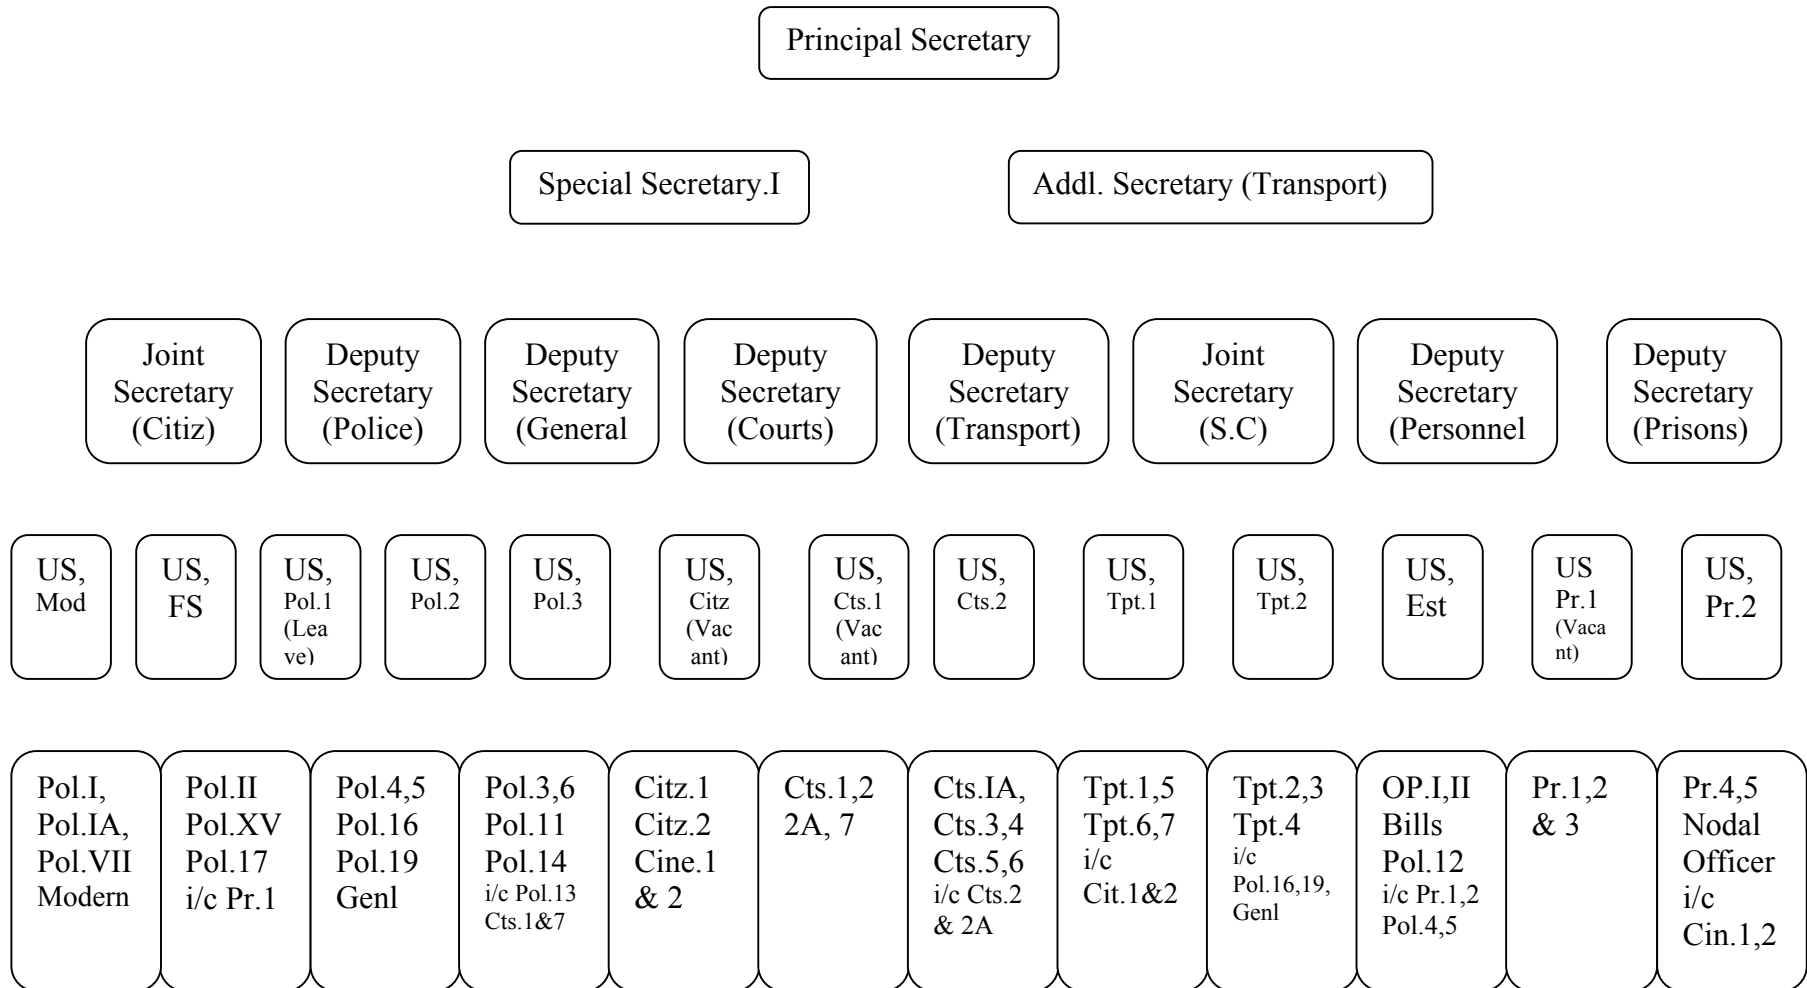 Principal Secretary
Special Secretary.I
Addl. Secretary (Transport)
Joint
Secretary
(Citiz)
Deputy
Secretary
(Police)
Deputy
Secretary
(General
Deputy
Secretary
(Courts)
Deputy
Secretary
(Transport)
Joint
Secretary
(S.C)
Deputy
Secretary
(Personnel
Deputy
Secretary
(Prisons)
US,
Mod
US,
FS
US,
Pol.1
(Lea
ve)
US,
Pol.2
US,
Pol.3
US,
Citz
(Vac
ant)
US,
Cts.1
(Vac
ant)
US,
Cts.2
US,
Tpt.1
US,
Tpt.2
US,
Est
US
Pr.1
(Vaca
nt)
US,
Pr.2
Pol.I,
Pol.IA,
Pol.VII
Modern
Pol.II
Pol.XV
Pol.17
i/c Pr.1
Pol.4,5
Pol.16
Pol.19
Genl
Pol.3,6
Pol.11
Pol.14
i/c Pol.13
Cts.1&7
Citz.1
Citz.2
Cine.1
& 2
Cts.1,2
2A, 7
Cts.IA,
Cts.3,4
Cts.5,6
i/c Cts.2
& 2A
Tpt.1,5
Tpt.6,7
i/c
Cit.1&2
Tpt.2,3
Tpt.4
i/c
Pol.16,19,
Genl
OP.I,II
Bills
Pol.12
i/c Pr.1,2
Pol.4,5
Pr.1,2
& 3
Pr.4,5
Nodal
Officer
i/c
Cin.1,2